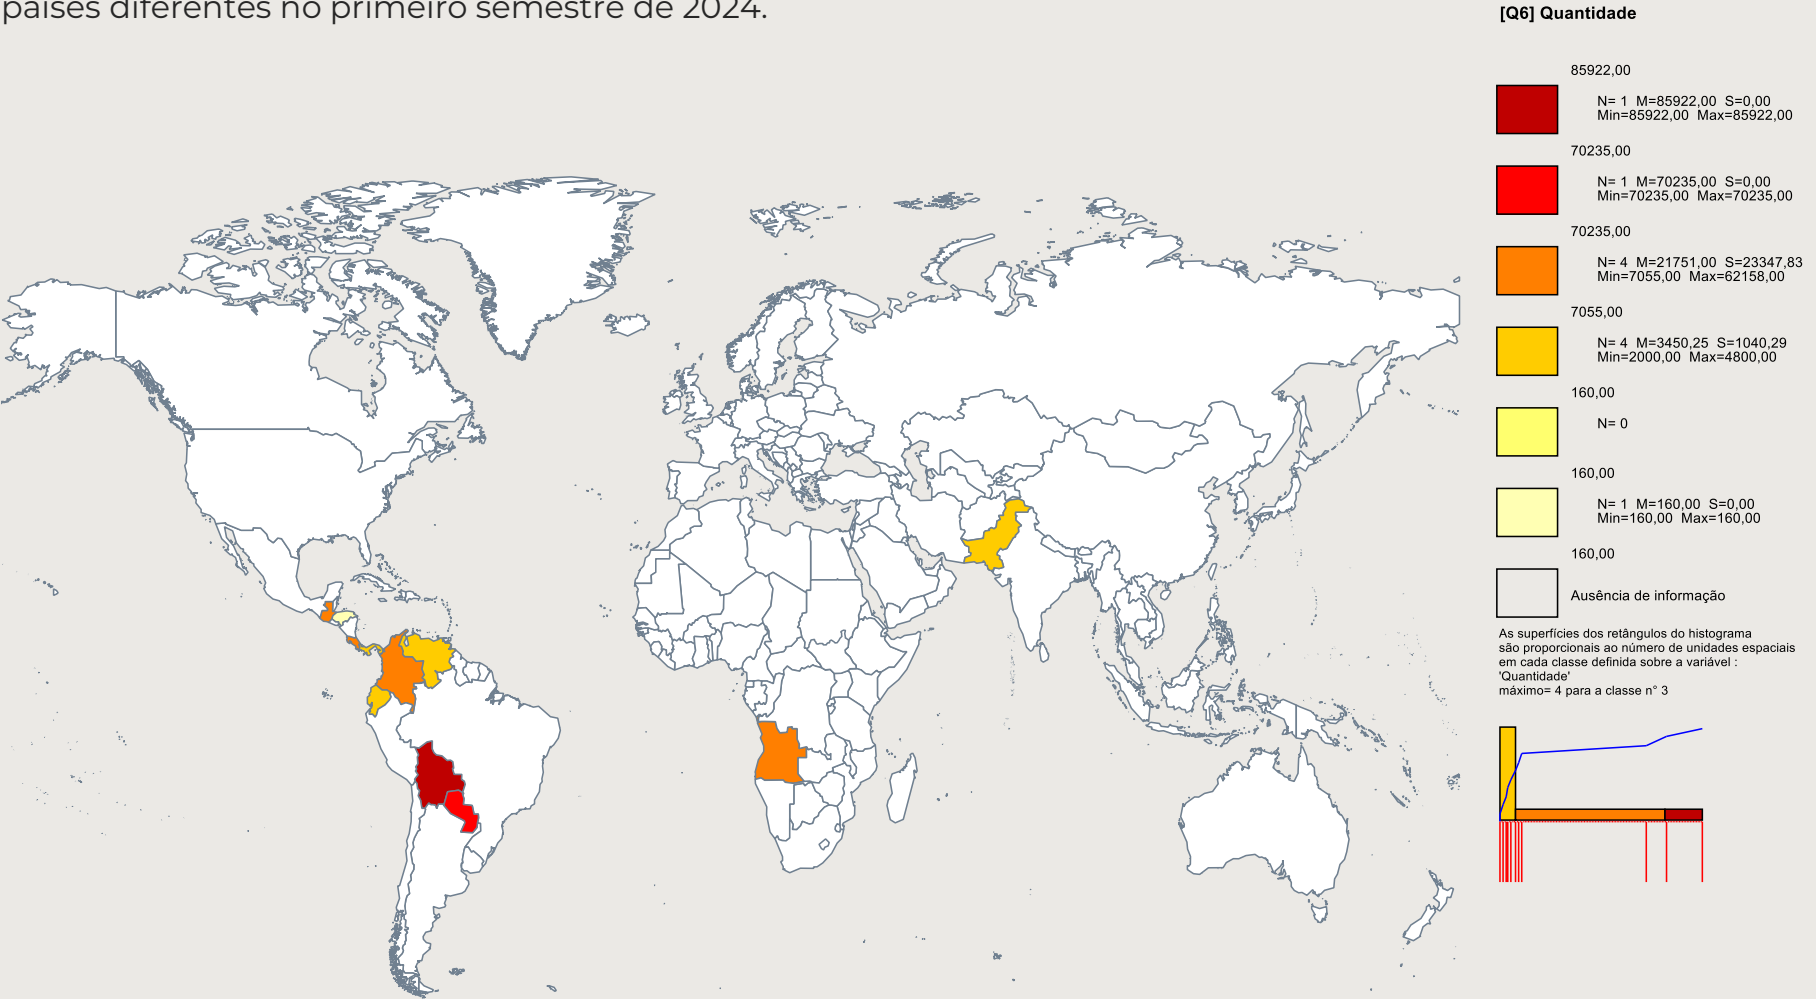 países diferentes no primeiro semestre de 2024.
[Q6] Quantidade
85922,00
N= 1 M=85922,00 S=0,00
Min=85922,00 Max=85922,00
70235,00
N= 1 M=70235,00 S=0,00
Min=70235,00 Max=70235,00
70235,00
N= 4 M=21751,00 S=23347,83
Min=7055,00 Max=62158,00
7055,00
N= 4 M=3450,25 S=1040,29
Min=2000,00 Max=4800,00
160,00
N= 0
160,00
N= 1 M=160,00 S=0,00
Min=160,00 Max=160,00
160,00
Ausência de informação
As superfícies dos retângulos do histograma
são proporcionais ao número de unidades espaciais
em cada classe definida sobre a variável :
'Quantidade'
máximo= 4 para a classe n° 3